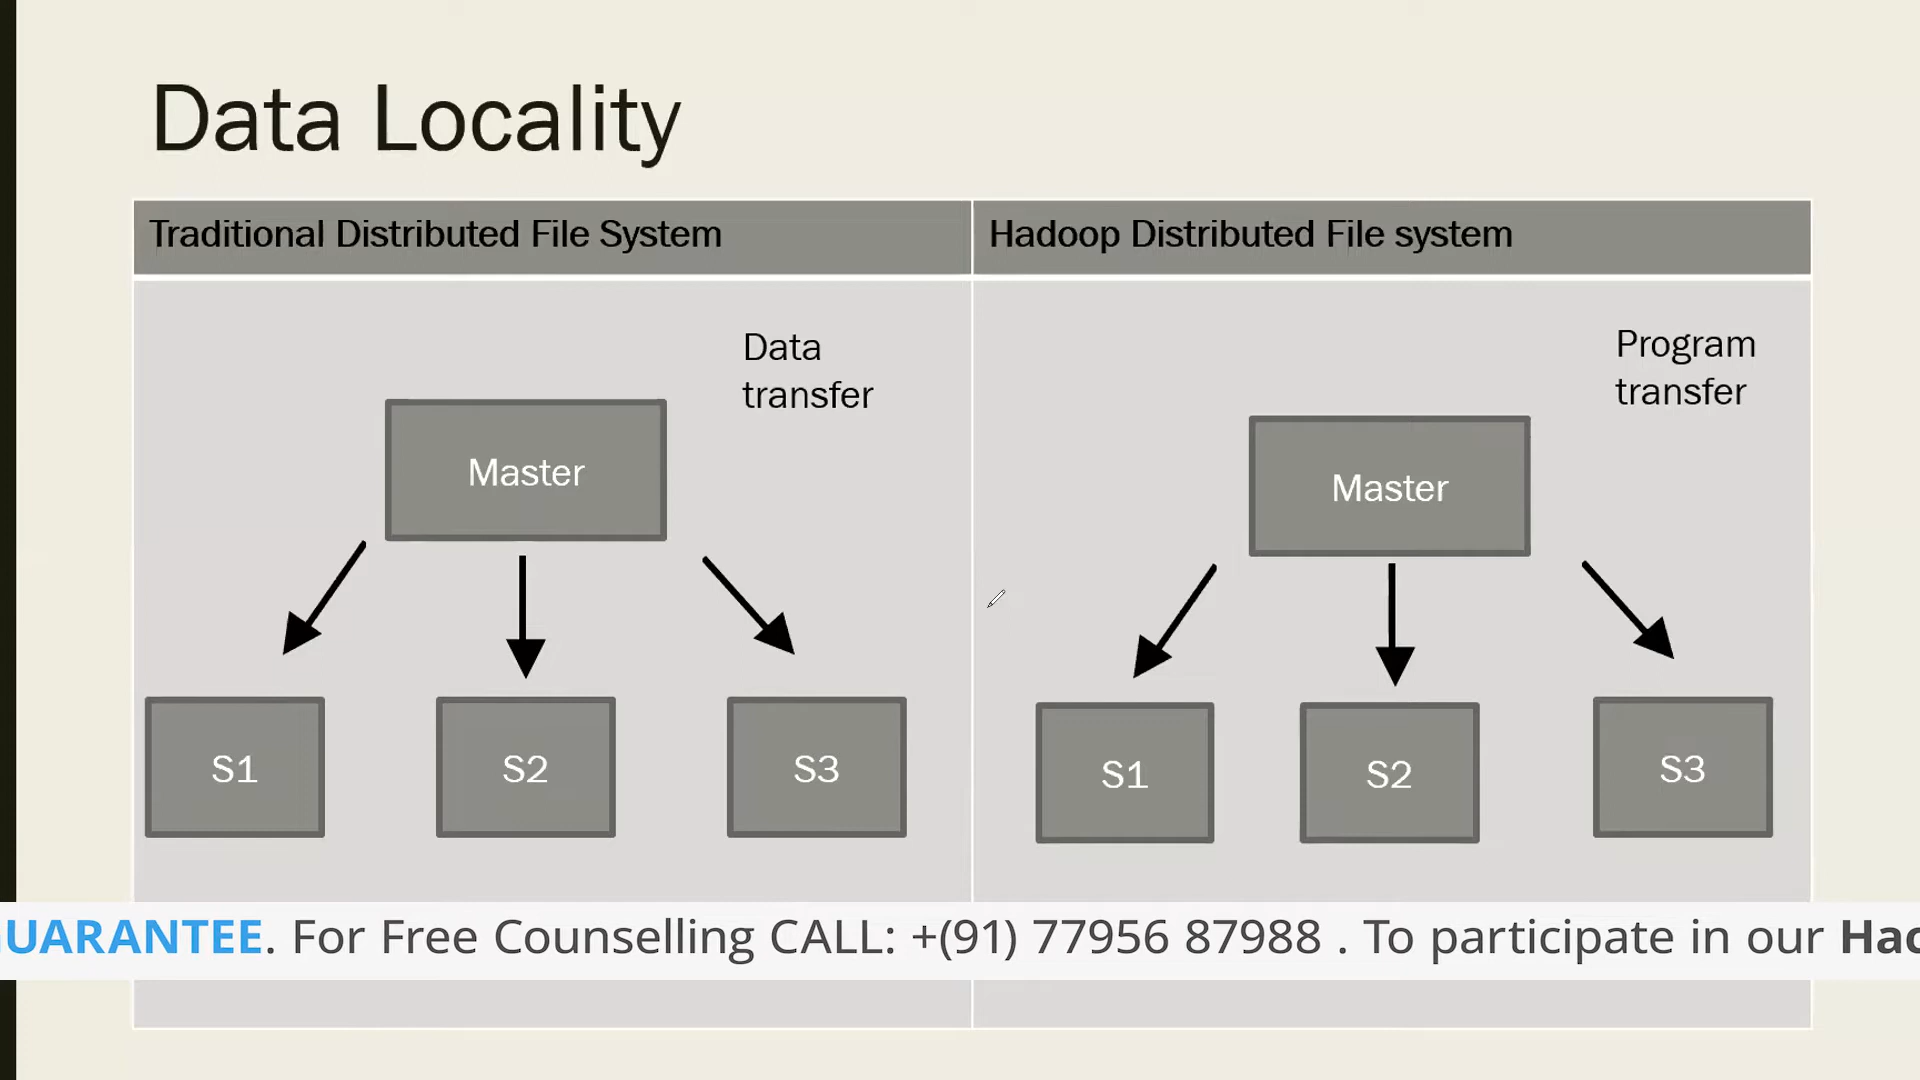 Data Locality
Traditional Distributed File System
Hadoop Distributed File system
Data
transfer
Master
S1
S2
S3
Program
transfer
Master
S1
S2
S3
UARANTEE. For Free Counselling CALL: +(91) 77956 87988 . To participate in our Hac